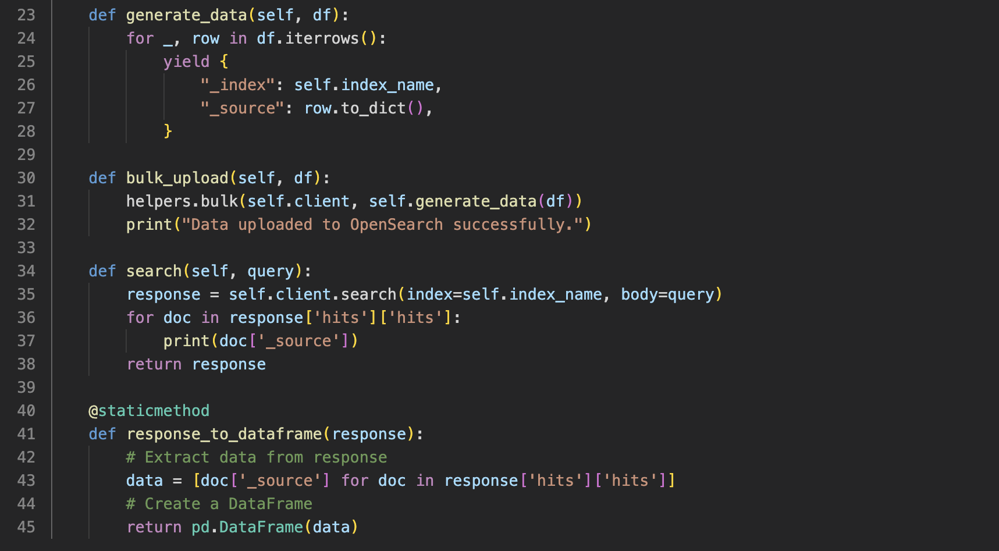 23 def generate_data(self, df):
24 for _, row in df.iterrows():
25 yield {
26 "_index": self.index_name,
27 "_source": row.to_dict(),
28 }
29
30 def bulk_upload(self, df):
31 helpers.bulk(self.client, self.generate_data(df))
32 print("Data uploaded to OpenSearch successfully.")
33
34 def search(self, query):
35 response = self.client.search(index=self.index_name, body=query)
36 for doc in response['hits']['hits']:
37 print(doc['_source'])
38 return response
39
40 @staticmethod
41 def response_to_dataframe(response):
42 # Extract data from response
43 data = [doc['_source'] for doc in response['hits']['hits']]
44 # Create a DataFrame
45 return pd.DataFrame(data)